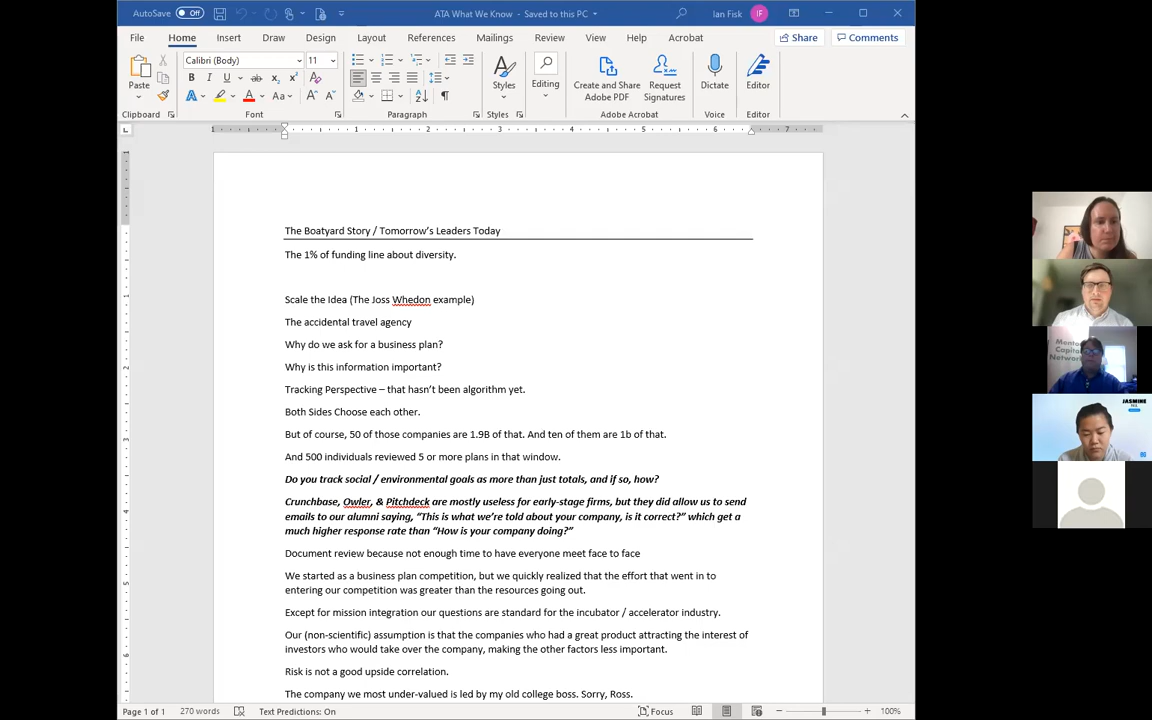 AutoSave Off
ATA What We Know - Saved to this PC
Ian Fisk IF
File Home Insert Draw Design Layout References Mailings Review View Help Acrobat Share Comments
Calibri (Body) 11
Paste Styles Editing Create and Share Adobe PDF Request Signatures Dictate Editor
Clipboard Font Paragraph Styles Adobe Acrobat Voice Editor
The Boatyard Story / Tomorrow's Leaders Today
The 1% of funding line about diversity.
Scale the Idea (The Joss Whedon example)
The accidental travel agency
Why do we ask for a business plan?
Why is this information important?
Tracking Perspective – that hasn't been algorithm yet.
Both Sides Choose each other.
But of course, 50 of those companies are 1.9B of that. And ten of them are 1b of that.
And 500 individuals reviewed 5 or more plans in that window.
Do you track social / environmental goals as more than just totals, and if so, how?
Crunchbase, Owler, & Pitchdeck are mostly useless for early-stage firms, but they did allow us to send
emails to our alumni saying, "This is what we're told about your company, is it correct?" which get a
much higher response rate than "How is your company doing?"
Document review because not enough time to have everyone meet face to face
We started as a business plan competition, but we quickly realized that the effort that went in to
entering our competition was greater than the resources going out.
Except for mission integration our questions are standard for the incubator / accelerator industry.
Our (non-scientific) assumption is that the companies who had a great product attracting the interest of
investors who would take over the company, making the other factors less important.
Risk is not a good upside correlation.
The company we most under-valued is led by my old college boss. Sorry, Ross.
Page 1 of 1 270 words Text Predictions: On Focus 100%
Mento
Capital
Network
JASMINE